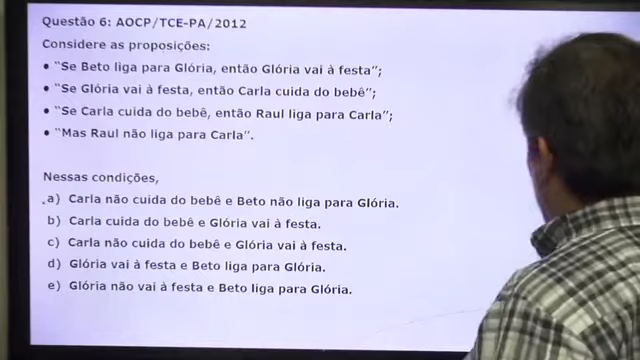 Questão 6: AOCP/TCE-PA/2012
Considere as proposições:
• “Se Beto liga para Glória, então Glória vai à festa”;
• “Se Glória vai à festa, então Carla cuida do bebê”;
• “Se Carla cuida do bebê, então Raul liga para Carla”;
• “Mas Raul não liga para Carla”.
Nessas condições,
a) Carla não cuida do bebê e Beto não liga para Glória.
b) Carla cuida do bebê e Glória vai à festa.
c) Carla não cuida do bebê e Glória vai à festa.
d) Glória vai à festa e Beto liga para Glória.
e) Glória não vai à festa e Beto liga para Glória.